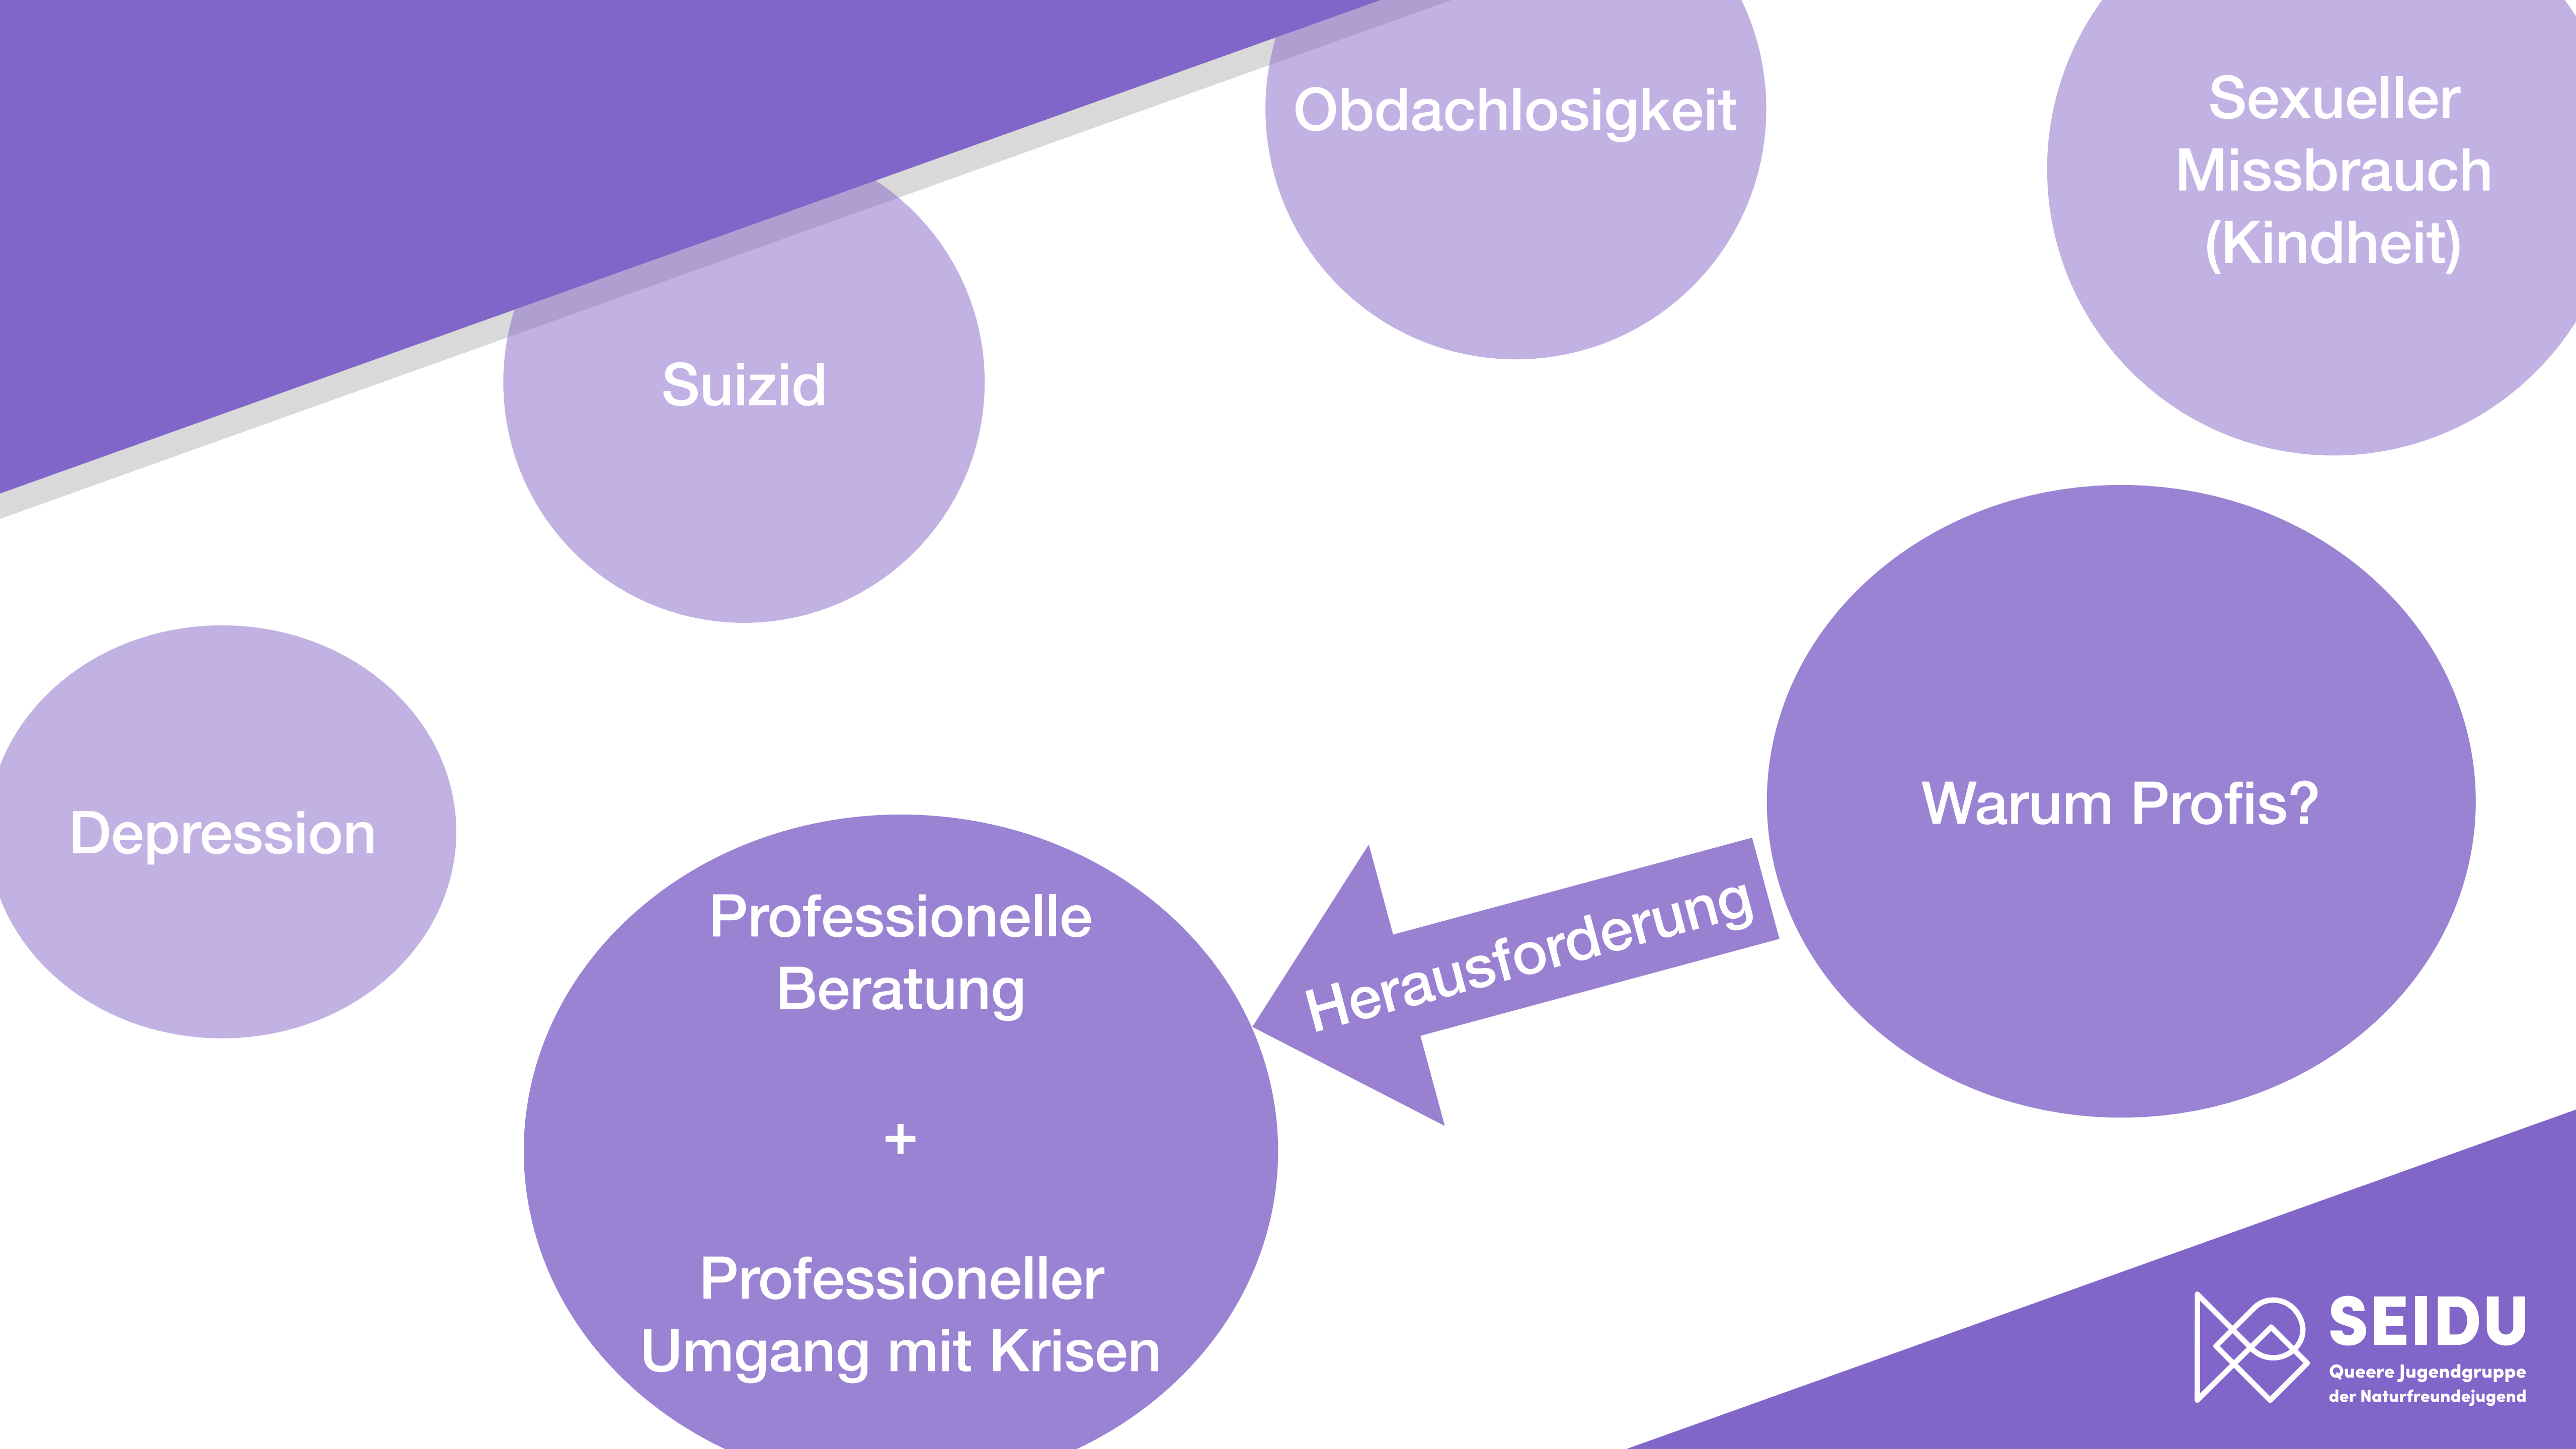 Obdachlosigkeit
Sexueller
Missbrauch
(Kindheit)
Suizid
Depression
Warum Profis?
Herausforderung
Professionelle
Beratung
+
Professioneller
Umgang mit Krisen
SEIDU
Queere Jugendgruppe
der Naturfreundejugend